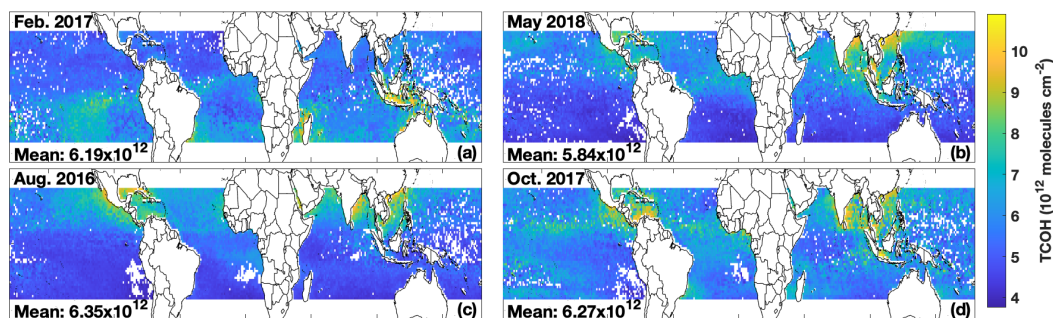 Feb. 2017
Mean: 6.19x10¹²
(a)
May 2018
Mean: 5.84x10¹²
(b)
Aug. 2016
Mean: 6.35x10¹²
(c)
Oct. 2017
Mean: 6.27x10¹²
(d)
10
9
8
7
6
5
4
TCOH (10¹² molecules cm⁻²)